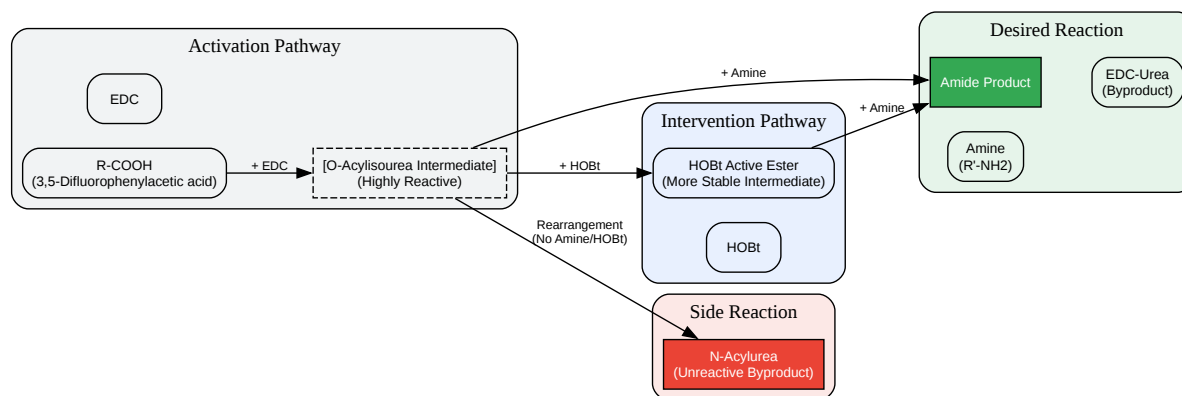 Activation Pathway
EDC
R-COOH
(3,5-Difluorophenylacetic acid)
+ EDC
[O-Acylisourea Intermediate]
(Highly Reactive)
+ Amine
+ HOBt
Rearrangement
(No Amine/HOBt)
Intervention Pathway
HOBt Active Ester
(More Stable Intermediate)
HOBt
+ Amine
Side Reaction
N-Acylurea
(Unreactive Byproduct)
Desired Reaction
Amide Product
EDC-Urea
(Byproduct)
Amine
(R'-NH2)